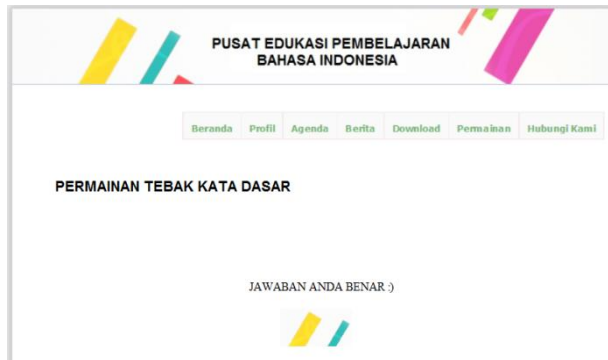 PUSAT EDUKASI PEMBELAJARAN
BAHASA INDONESIA
Beranda Profil Agenda Berita Download Permainan Hubungi Kami
PERMAINAN TEBAK KATA DASAR
JAWABAN ANDA BENAR :)